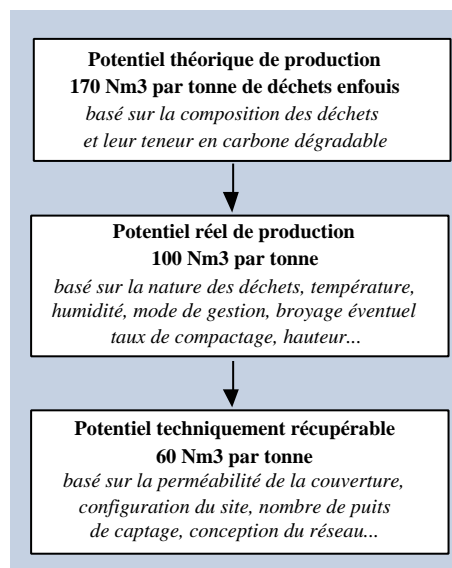 Potentiel théorique de production
170 Nm3 par tonne de déchets enfouis
basé sur la composition des déchets
et leur teneur en carbone dégradable
Potentiel réel de production
100 Nm3 par tonne
basé sur la nature des déchets, température,
humidité, mode de gestion, broyage éventuel
taux de compactage, hauteur...
Potentiel techniquement récupérable
60 Nm3 par tonne
basé sur la perméabilité de la couverture,
configuration du site, nombre de puits
de captage, conception du réseau...